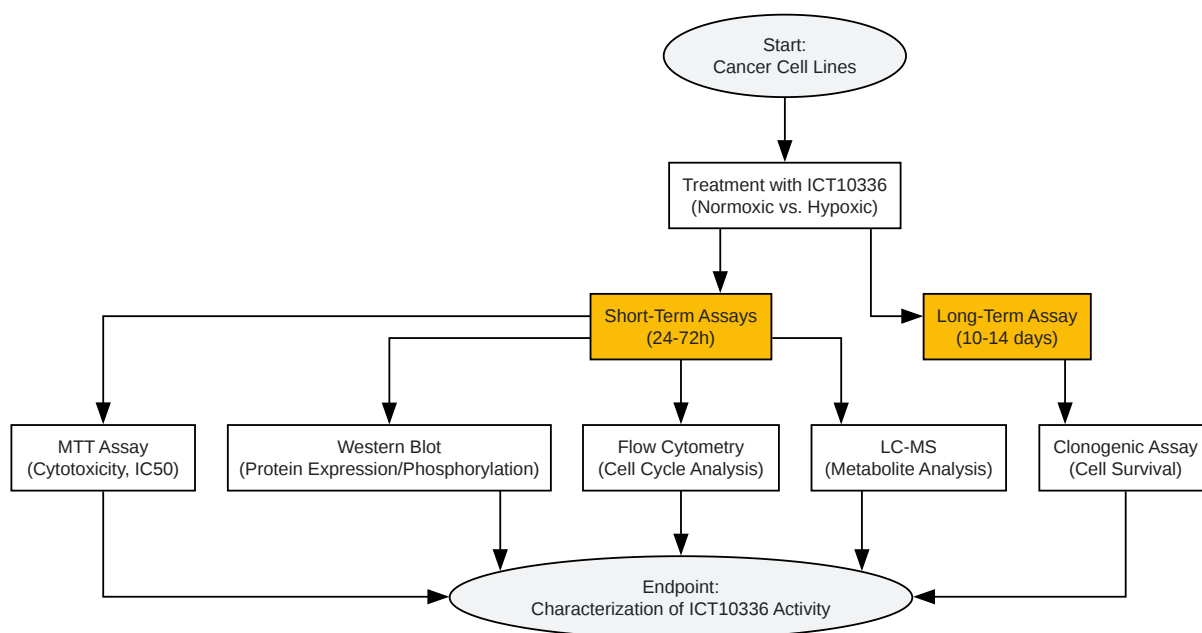 Start:
Cancer Cell Lines
Treatment with ICT10336
(Normoxic vs. Hypoxic)
Short-Term Assays
(24-72h)
Long-Term Assay
(10-14 days)
MTT Assay
(Cytotoxicity, IC50)
Western Blot
(Protein Expression/Phosphorylation)
Flow Cytometry
(Cell Cycle Analysis)
LC-MS
(Metabolite Analysis)
Clonogenic Assay
(Cell Survival)
Endpoint:
Characterization of ICT10336 Activity